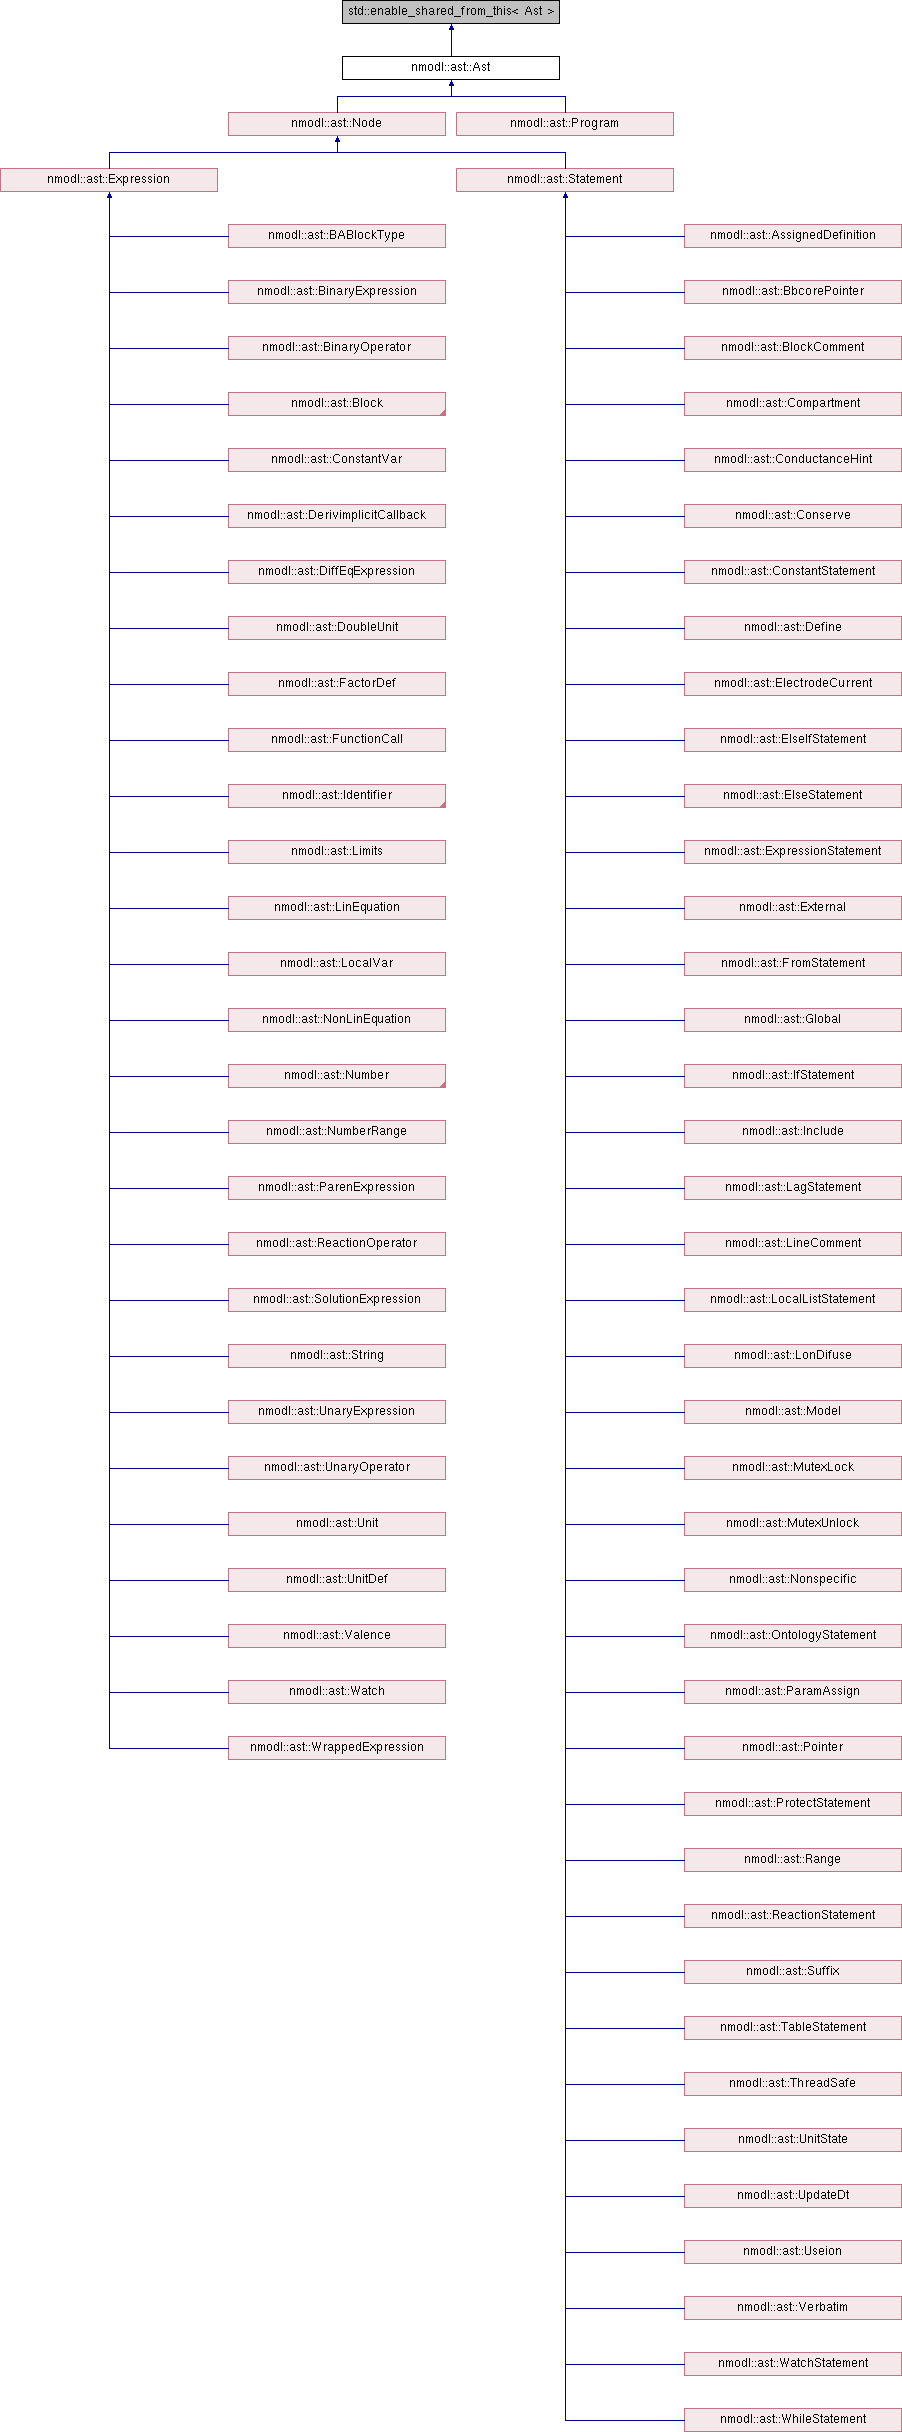 std::enable_shared_from_this< Ast >
nmodl::ast::Ast
nmodl::ast::Node
nmodl::ast::Program
nmodl::ast::Expression
nmodl::ast::Statement
nmodl::ast::BABlockType
nmodl::ast::AssignedDefinition
nmodl::ast::BinaryExpression
nmodl::ast::BbcorePointer
nmodl::ast::BinaryOperator
nmodl::ast::BlockComment
nmodl::ast::Block
nmodl::ast::Compartment
nmodl::ast::ConstantVar
nmodl::ast::ConductanceHint
nmodl::ast::DerivimplicitCallback
nmodl::ast::Conserve
nmodl::ast::DiffEqExpression
nmodl::ast::ConstantStatement
nmodl::ast::DoubleUnit
nmodl::ast::Define
nmodl::ast::FactorDef
nmodl::ast::ElectrodeCurrent
nmodl::ast::FunctionCall
nmodl::ast::ElseIfStatement
nmodl::ast::Identifier
nmodl::ast::ElseStatement
nmodl::ast::Limits
nmodl::ast::ExpressionStatement
nmodl::ast::LinEquation
nmodl::ast::External
nmodl::ast::LocalVar
nmodl::ast::FromStatement
nmodl::ast::NonLinEquation
nmodl::ast::Global
nmodl::ast::Number
nmodl::ast::IfStatement
nmodl::ast::NumberRange
nmodl::ast::Include
nmodl::ast::ParenExpression
nmodl::ast::LagStatement
nmodl::ast::ReactionOperator
nmodl::ast::LineComment
nmodl::ast::SolutionExpression
nmodl::ast::LocalListStatement
nmodl::ast::String
nmodl::ast::LonDifuse
nmodl::ast::UnaryExpression
nmodl::ast::Model
nmodl::ast::UnaryOperator
nmodl::ast::MutexLock
nmodl::ast::Unit
nmodl::ast::MutexUnlock
nmodl::ast::UnitDef
nmodl::ast::Nonspecific
nmodl::ast::Valence
nmodl::ast::OntologyStatement
nmodl::ast::Watch
nmodl::ast::ParamAssign
nmodl::ast::WrappedExpression
nmodl::ast::Pointer
nmodl::ast::ProtectStatement
nmodl::ast::Range
nmodl::ast::ReactionStatement
nmodl::ast::Suffix
nmodl::ast::TableStatement
nmodl::ast::ThreadSafe
nmodl::ast::UnitState
nmodl::ast::UpdateDt
nmodl::ast::Useion
nmodl::ast::Verbatim
nmodl::ast::WatchStatement
nmodl::ast::WhileStatement